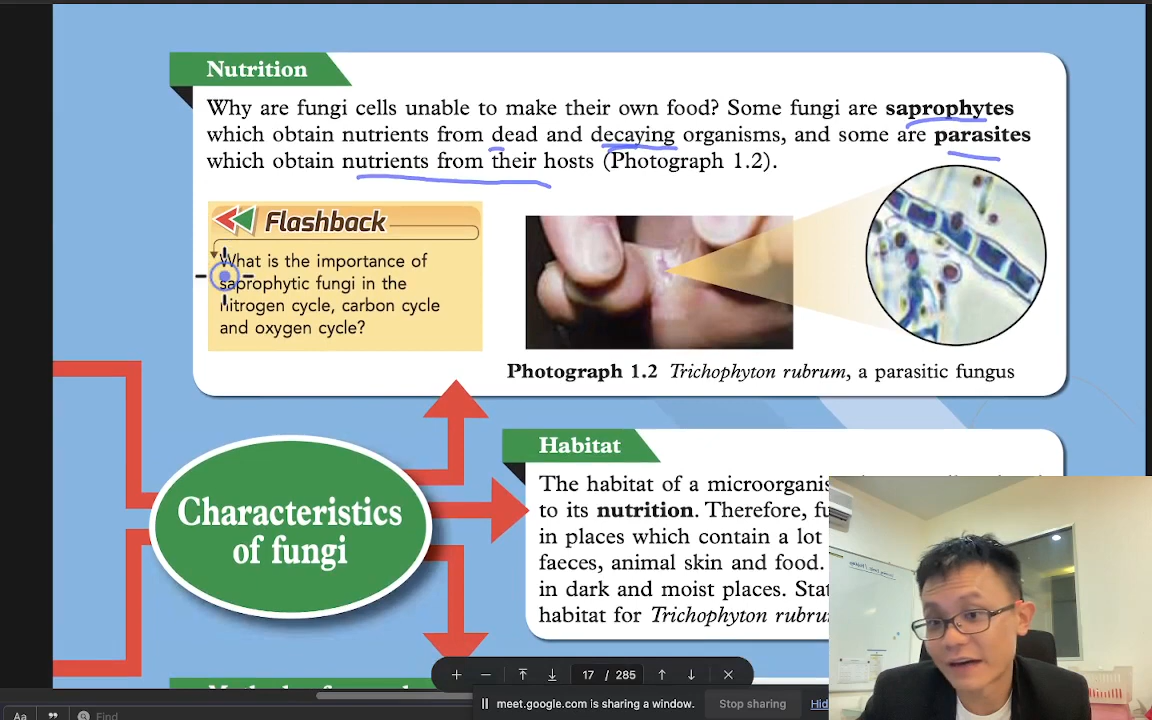 Nutrition
Why are fungi cells unable to make their own food? Some fungi are saprophytes
which obtain nutrients from dead and decaying organisms, and some are parasites
which obtain nutrients from their hosts (Photograph 1.2).
Flashback
What is the importance of
saprophytic fungi in the
nitrogen cycle, carbon cycle
and oxygen cycle?
Photograph 1.2 Trichophyton rubrum, a parasitic fungus
Characteristics
of fungi
Habitat
The habitat of a microorganis
to its nutrition. Therefore, fu
in places which contain a lot
faeces, animal skin and food.
in dark and moist places. Stat
habitat for Trichophyton rubru
17 / 285
meet.google.com is sharing a window.
Stop sharing
Hid
Aa
Find